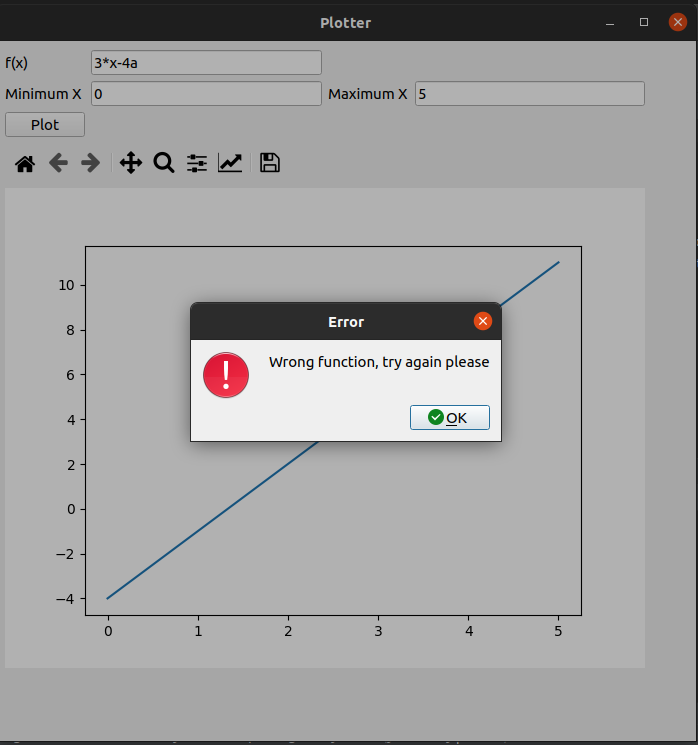 Plotter
f(x) 3*x-4a
Minimum X 0 Maximum X 5
Plot
Error
Wrong function, try again please
OK
10
8
6
4
2
0
−2
−4
0 1 2 3 4 5